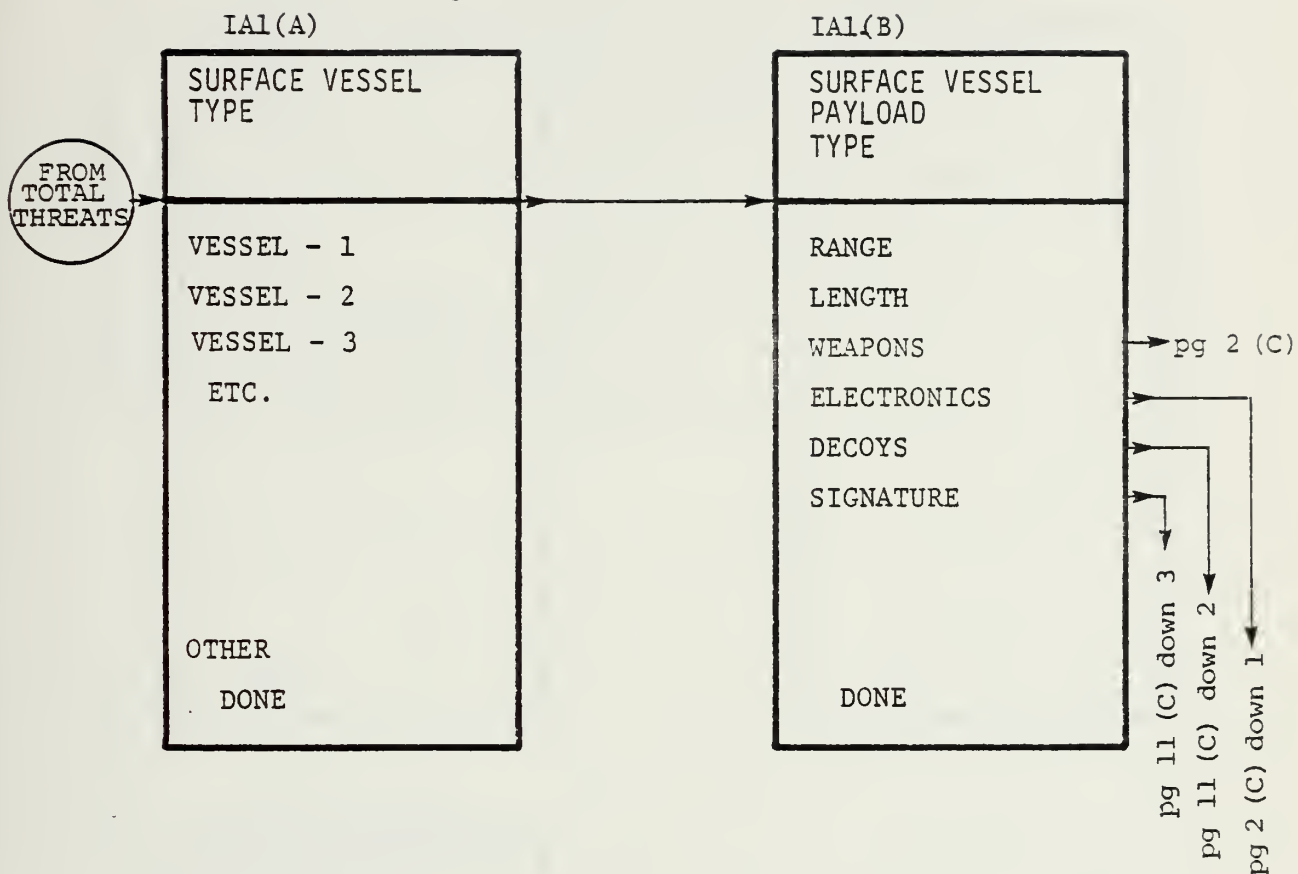 IA1(A)
SURFACE VESSEL
TYPE
FROM
TOTAL
THREATS
VESSEL - 1
VESSEL - 2
VESSEL - 3
ETC.
OTHER
DONE
IA1(B)
SURFACE VESSEL
PAYLOAD
TYPE
RANGE
LENGTH
WEAPONS
ELECTRONICS
DECOYS
SIGNATURE
DONE
pg 2 (C)
pg 11 (C) down 3
pg 11 (C) down 2
pg 2 (C) down 1